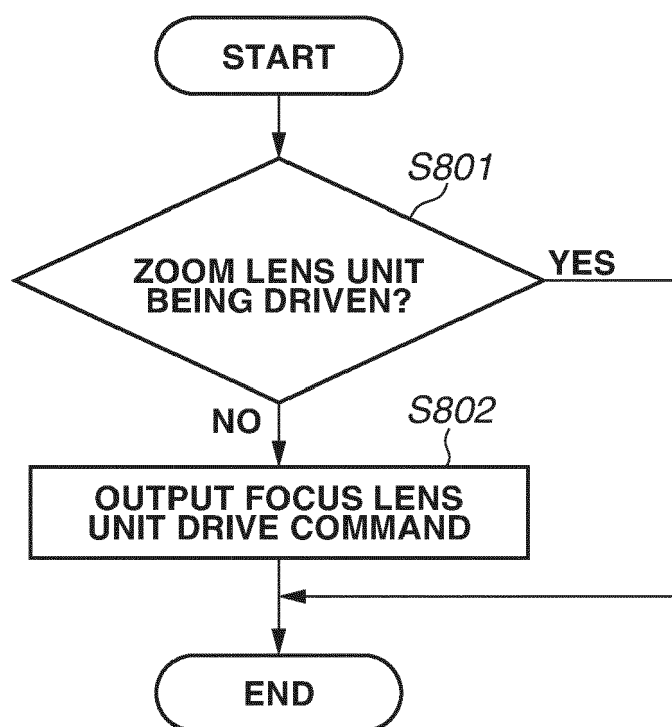 START
S801
ZOOM LENS UNIT
BEING DRIVEN?
YES
NO
S802
OUTPUT FOCUS LENS
UNIT DRIVE COMMAND
END